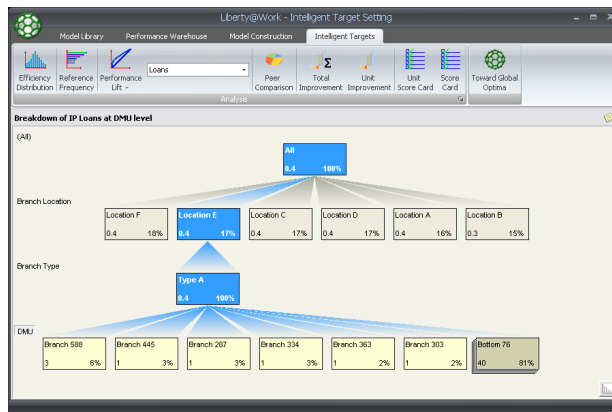 Liberty@Work - Intelligent Target Setting
Model Library Performance Warehouse Model Construction Intelligent Targets
Efficiency Distribution
Reference Frequency
Performance Lift
Loans
Peer Comparison
Total Improvement
Unit Improvement
Unit Score Card
Score Card
Toward Global Optima
Analysis
Breakdown of IP Loans at DMU level
(All)
All
0.4 100%
Branch Location
Location F Location E Location C Location D Location A Location B
0.4 18% 0.4 17% 0.4 17% 0.4 17% 0.4 16% 0.3 15%
Branch Type
Type A
0.4 100%
DMU
Branch 588 Branch 445 Branch 287 Branch 334 Branch 363 Branch 303 Bottom 76
3 6% 1 3% 1 3% 1 3% 1 2% 1 2% 40 81%